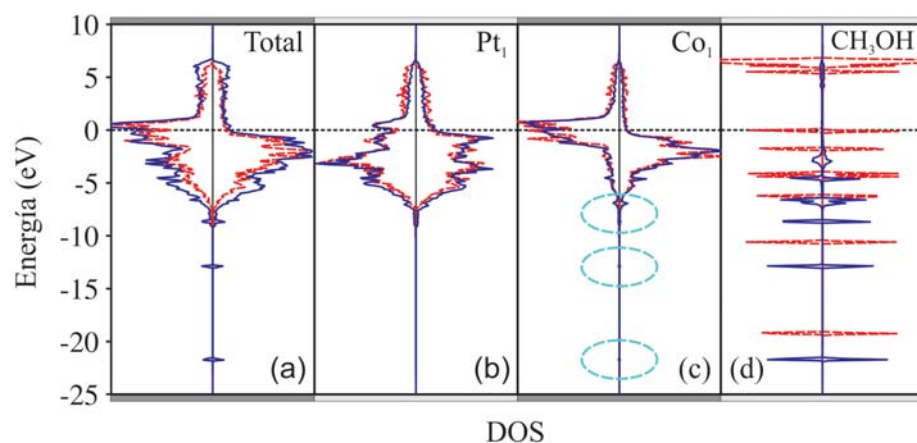 10
5
0
-5
-10
-15
-20
-25
Energía (eV)
Total
(a)
Pt1
(b)
Co1
(c)
CH3OH
(d)
DOS